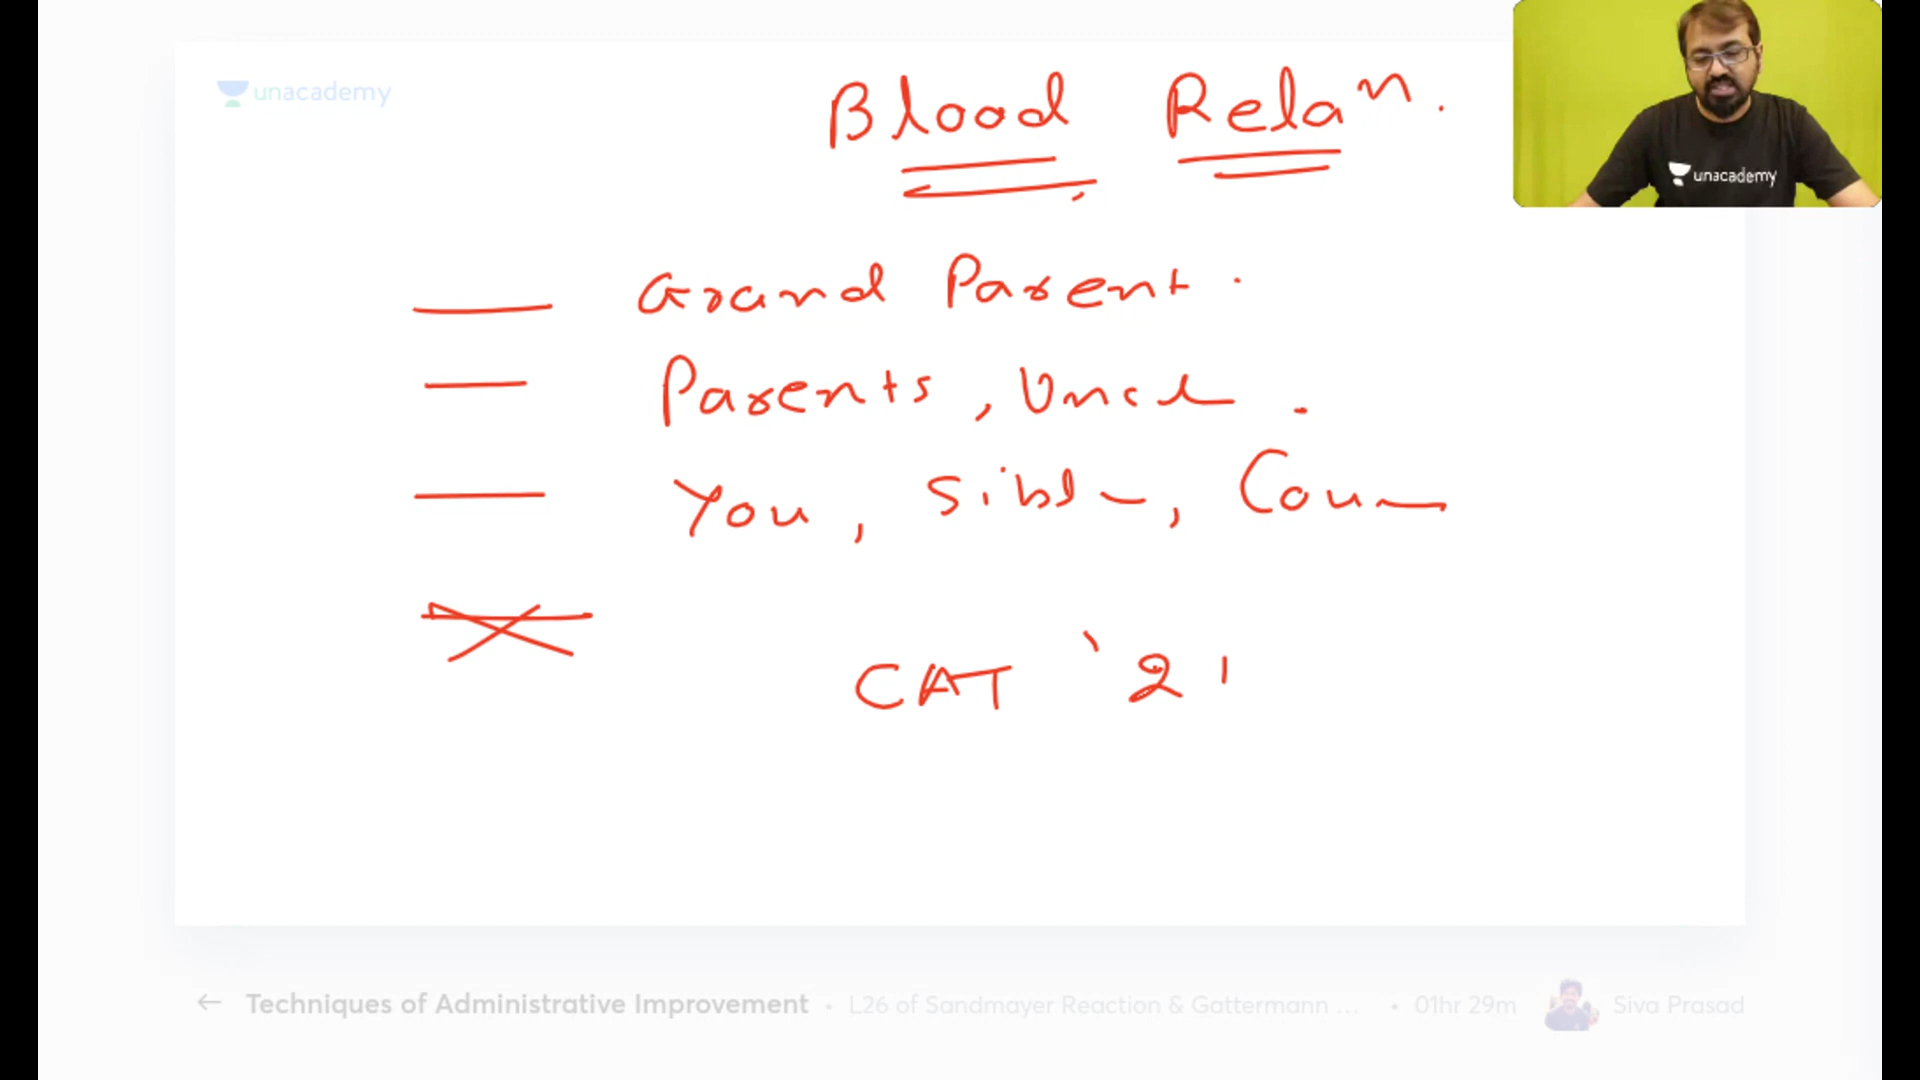 unacademy
Blood Relaⁿ.
unacademy
Grand Parent.
Parents, Uncl
You, Sibl, Cou
CAT '21
← Techniques of Administrative Improvement • L26 of Sandmayer Reaction & Gattermann ... • 01hr 29m Siva Prasad